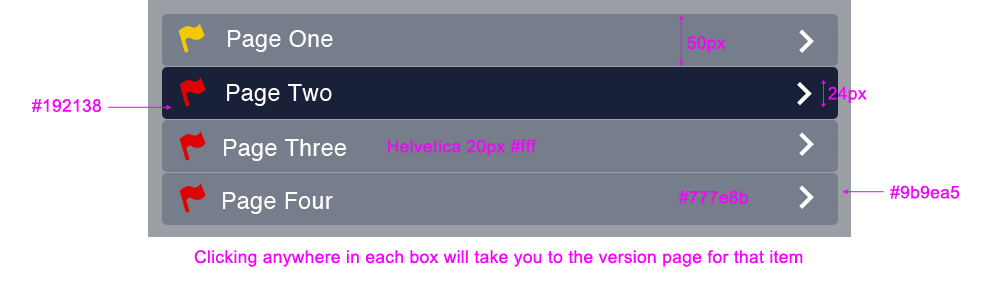 Page One
50px
Page Two
24px
#192138
Page Three
Helvetica 20px #fff
Page Four
#777e8b
#9b9ea5
Clicking anywhere in each box will take you to the version page for that item